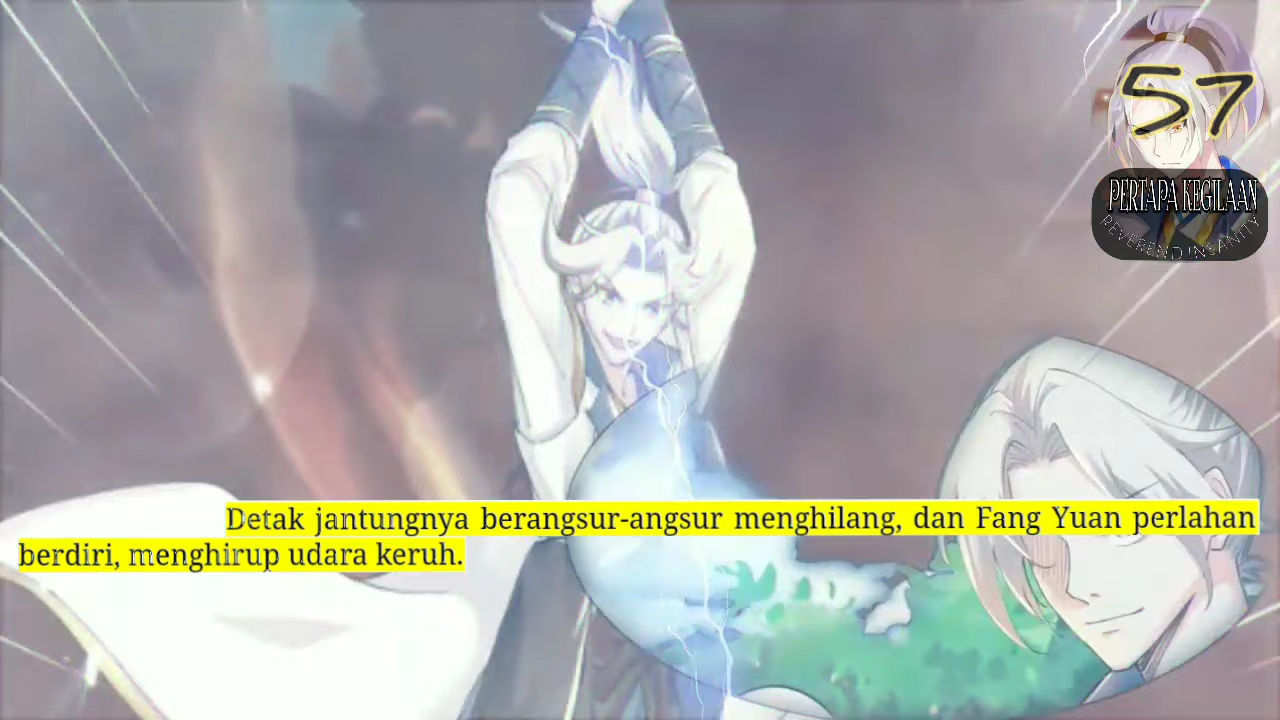 57
PERTAPA KEGILAAN
REVEREND INSANITY
Detak jantungnya berangsur-angsur menghilang, dan Fang Yuan perlahan
berdiri, menghirup udara keruh.